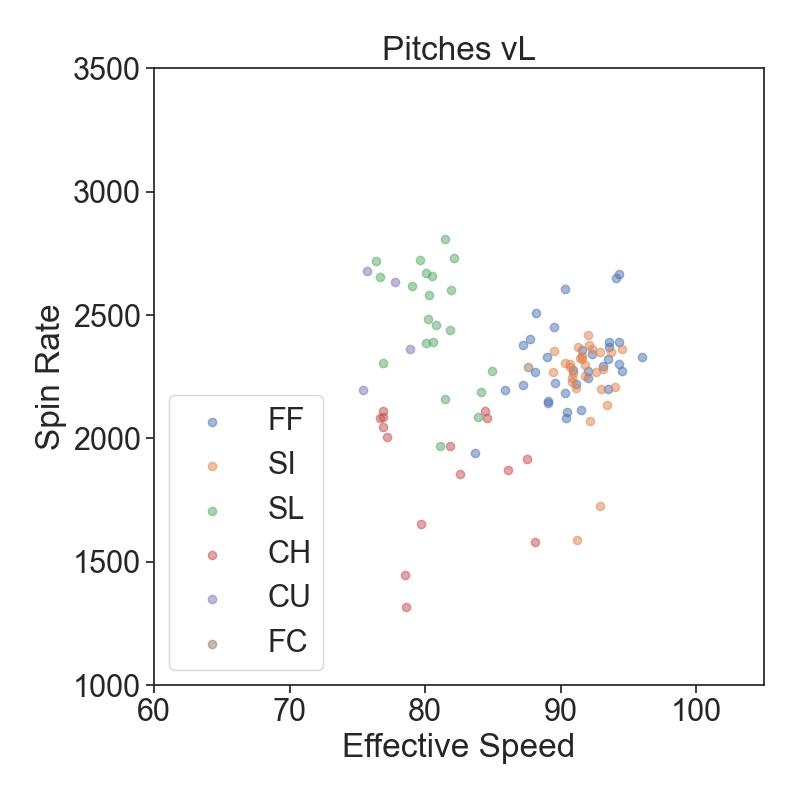 Pitches vL
3500
3000
2500
2000
1500
1000
Spin Rate
FF
SI
SL
CH
CU
FC
60 70 80 90 100
Effective Speed